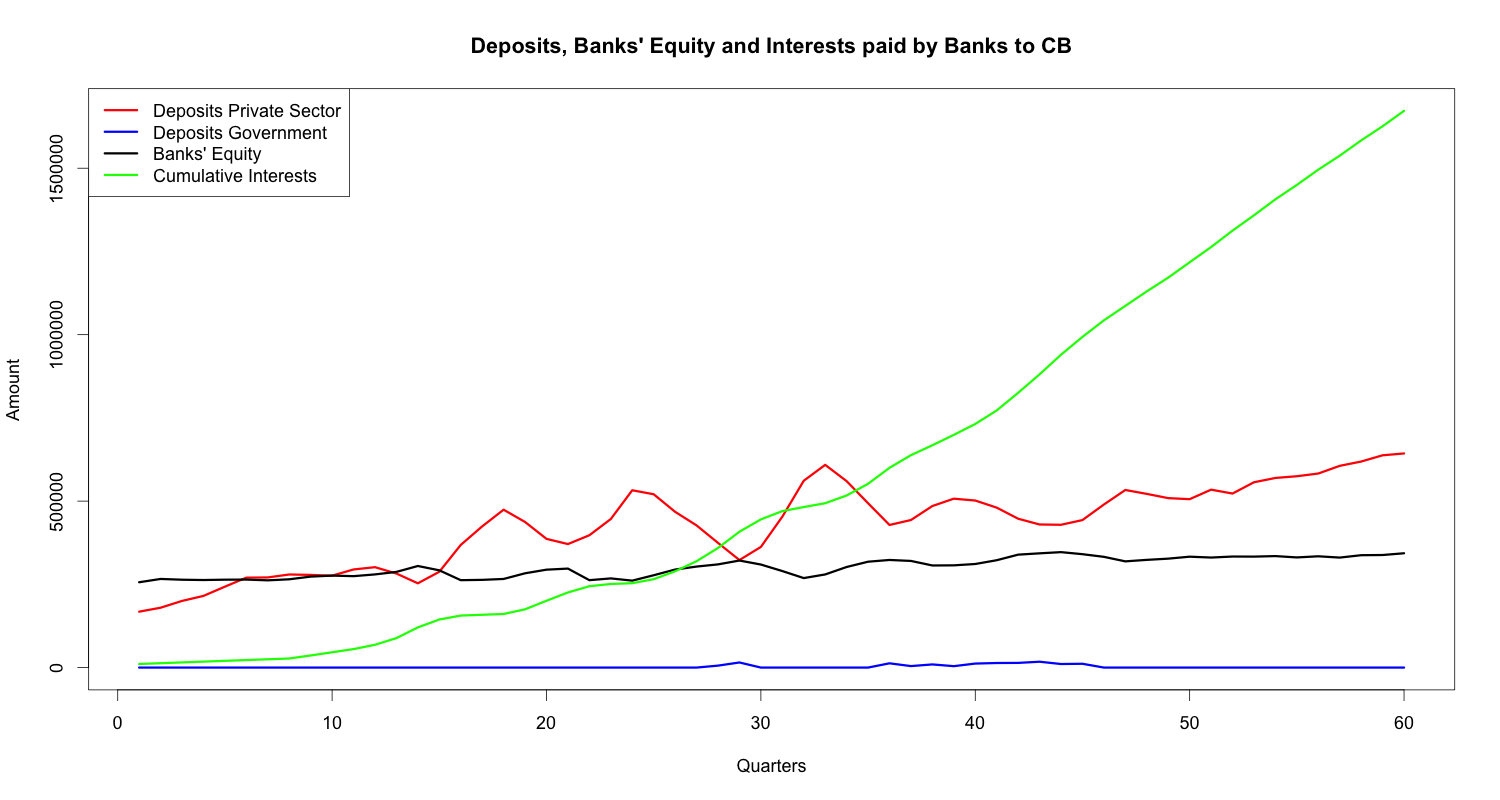 Deposits, Banks' Equity and Interests paid by Banks to CB
Deposits Private Sector
Deposits Government
Banks' Equity
Cumulative Interests
Amount
1500000
1000000
500000
0
0 10 20 30 40 50 60
Quarters